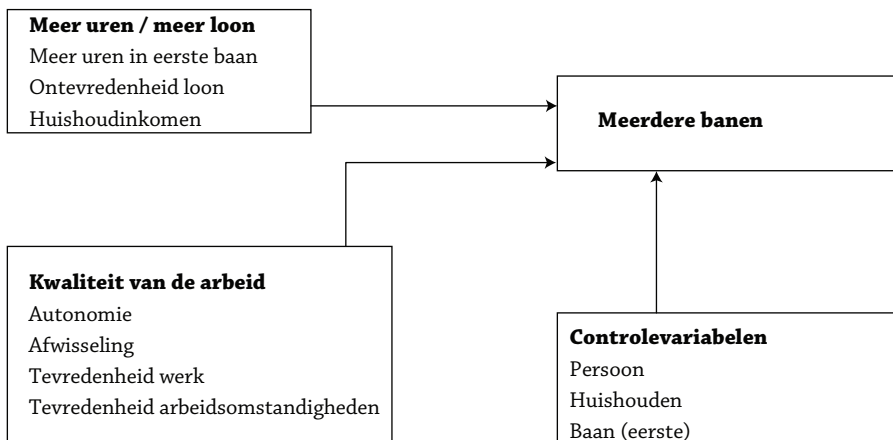 Meer uren / meer loon
Meer uren in eerste baan
Ontevredenheid loon
Huishoudinkomen
Meerdere banen
Kwaliteit van de arbeid
Autonomie
Afwisseling
Tevredenheid werk
Tevredenheid arbeidsomstandigheden
Controlevariabelen
Persoon
Huishouden
Baan (eerste)